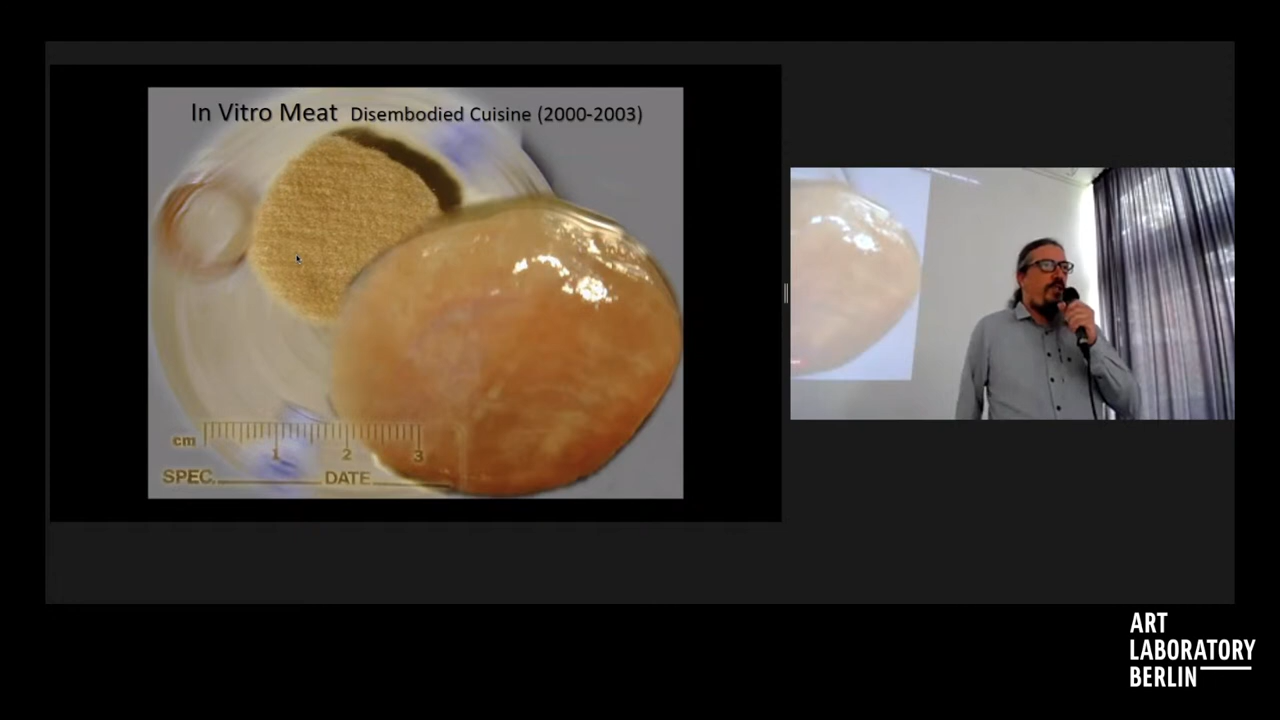 In Vitro Meat Disembodied Cuisine (2000-2003)
cm 1 2 3
SPEC. DATE
ART
LABORATORY
BERLIN